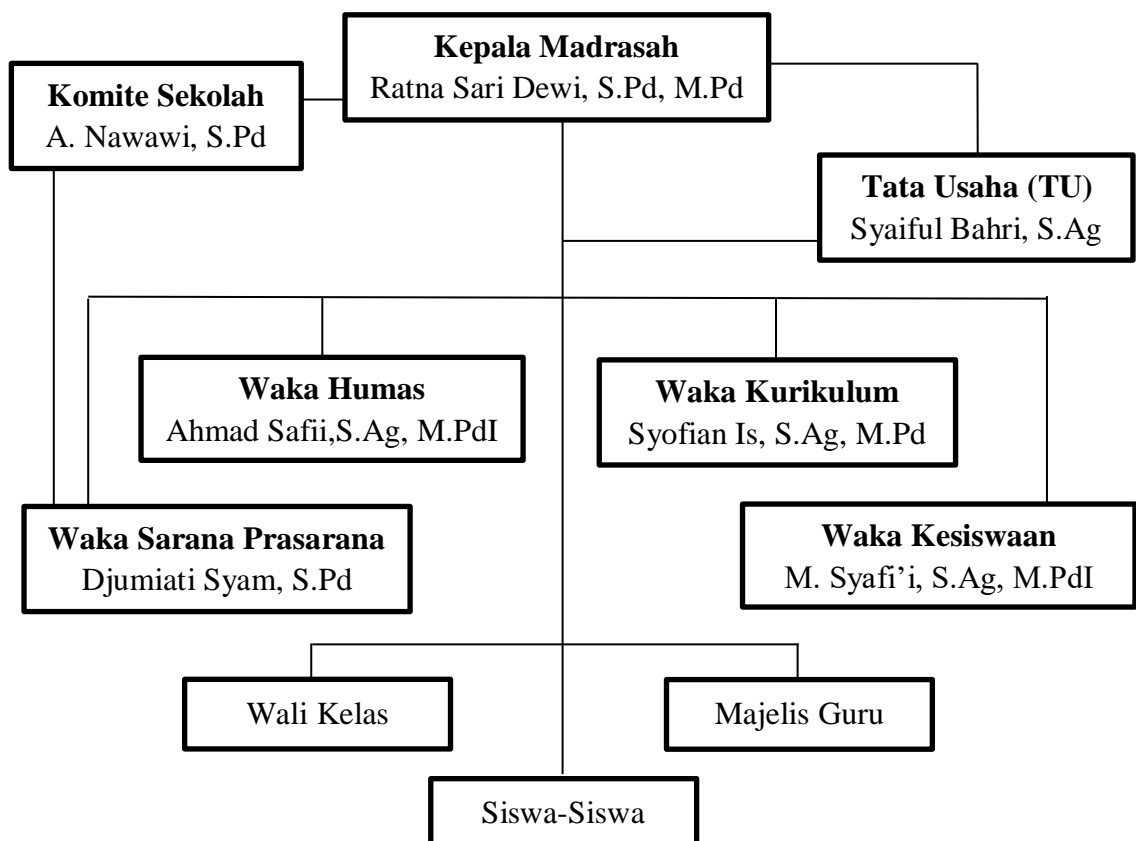 Kepala Madrasah
Ratna Sari Dewi, S.Pd, M.Pd
Komite Sekolah
A. Nawawi, S.Pd
Tata Usaha (TU)
Syaiful Bahri, S.Ag
Waka Humas
Ahmad Safii,S.Ag, M.PdI
Waka Kurikulum
Syofian Is, S.Ag, M.Pd
Waka Sarana Prasarana
Djumiati Syam, S.Pd
Waka Kesiswaan
M. Syafi’i, S.Ag, M.PdI
Wali Kelas
Majelis Guru
Siswa-Siswa